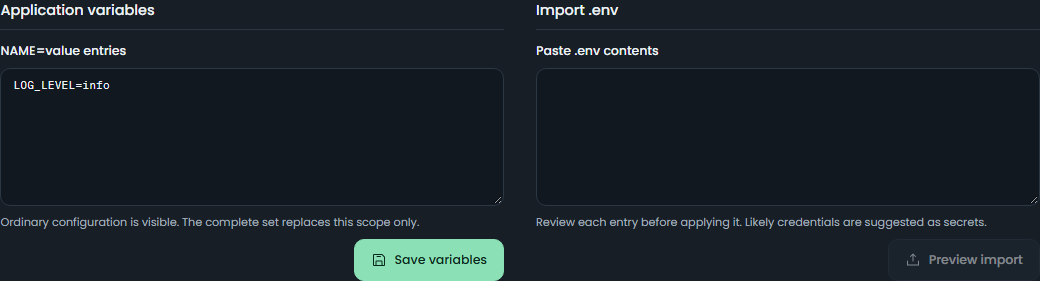 Application variables
NAME=value entries
LOG_LEVEL=info
Ordinary configuration is visible. The complete set replaces this scope only.
Save variables
Import .env
Paste .env contents
Review each entry before applying it. Likely credentials are suggested as secrets.
Preview import